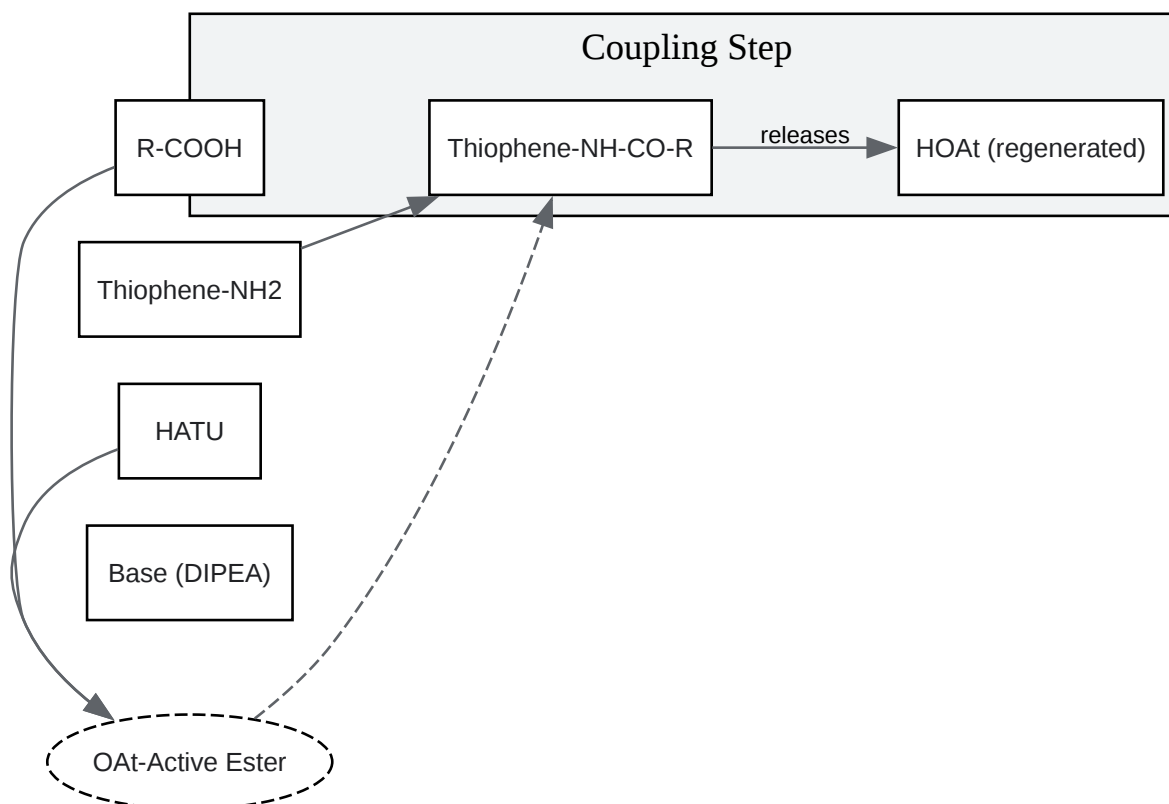 Coupling Step
R-COOH
Thiophene-NH-CO-R
releases
HOAt (regenerated)
Thiophene-NH2
HATU
Base (DIPEA)
OAt-Active Ester